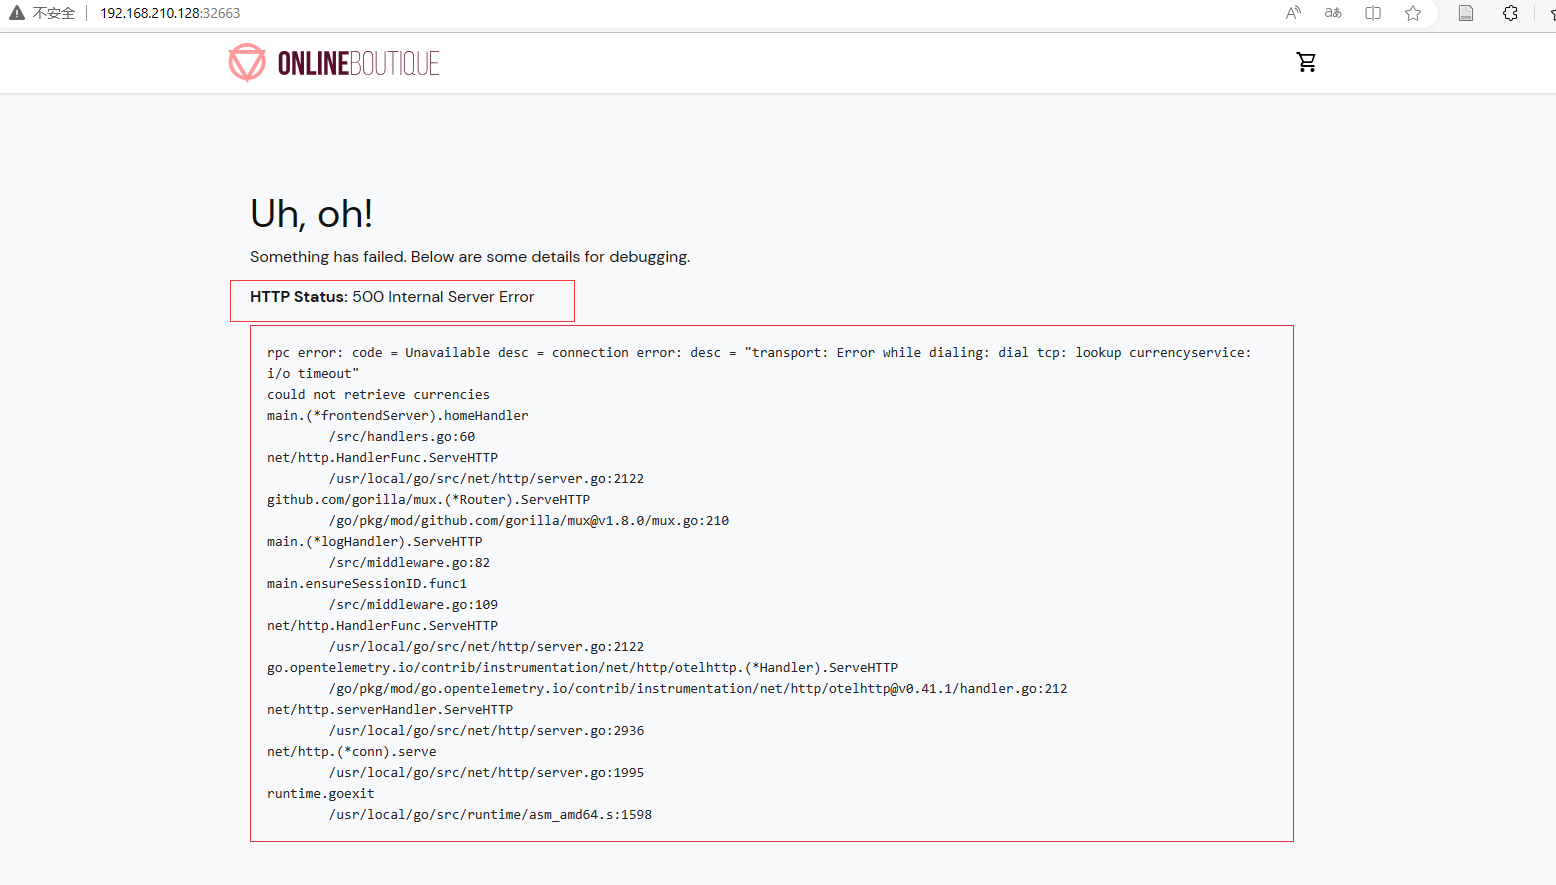 不安全 192.168.210.128:32663
ONLINEBOUTIQUE
Uh, oh!
Something has failed. Below are some details for debugging.
HTTP Status: 500 Internal Server Error
rpc error: code = Unavailable desc = connection error: desc = "transport: Error while dialing: dial tcp: lookup currencyservice:
i/o timeout"
could not retrieve currencies
main.(*frontendServer).homeHandler
/src/handlers.go:60
net/http.HandlerFunc.ServeHTTP
/usr/local/go/src/net/http/server.go:2122
github.com/gorilla/mux.(*Router).ServeHTTP
/go/pkg/mod/github.com/gorilla/mux@v1.8.0/mux.go:210
main.(*logHandler).ServeHTTP
/src/middleware.go:82
main.ensureSessionID.func1
/src/middleware.go:109
net/http.HandlerFunc.ServeHTTP
/usr/local/go/src/net/http/server.go:2122
go.opentelemetry.io/contrib/instrumentation/net/http/otelhttp.(*Handler).ServeHTTP
/go/pkg/mod/go.opentelemetry.io/contrib/instrumentation/net/http/otelhttp@v0.41.1/handler.go:212
net/http.serverHandler.ServeHTTP
/usr/local/go/src/net/http/server.go:2936
net/http.(*conn).serve
/usr/local/go/src/net/http/server.go:1995
runtime.goexit
/usr/local/go/src/runtime/asm_amd64.s:1598